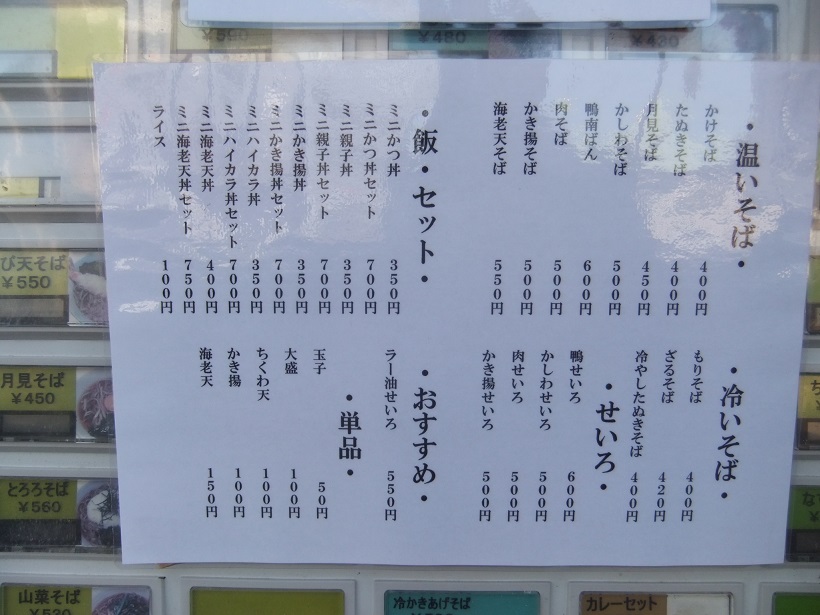 ・温いそば・
かけそば 400円
たぬきそば 400円
月見そば 450円
かしわそば 500円
鴨南ばん 600円
肉そば 500円
かき揚そば 500円
海老天そば 550円
・飯・セット・
ミニかつ丼 350円
ミニかつ丼セット 700円
ミニ親子丼 350円
ミニ親子丼セット 700円
ミニかき揚丼 350円
ミニかき揚丼セット 700円
ミニハイカラ丼 350円
ミニハイカラ丼セット 700円
ミニ海老天丼 400円
ミニ海老天丼セット 750円
ライス 100円
・冷いそば・
もりそば 400円
ざるそば 420円
冷やしたぬきそば 400円
・せいろ・
鴨せいろ 600円
かしわせいろ 500円
肉せいろ 500円
かき揚せいろ 500円
・おすすめ・
ラー油せいろ 550円
・単品・
玉子 50円
大盛 100円
ちくわ天 100円
かき揚 100円
海老天 150円
¥480
び天そば
¥550
月見そば
¥450
とろろそば
¥560
山菜そば
¥530
冷かきあげそば
カレーセット